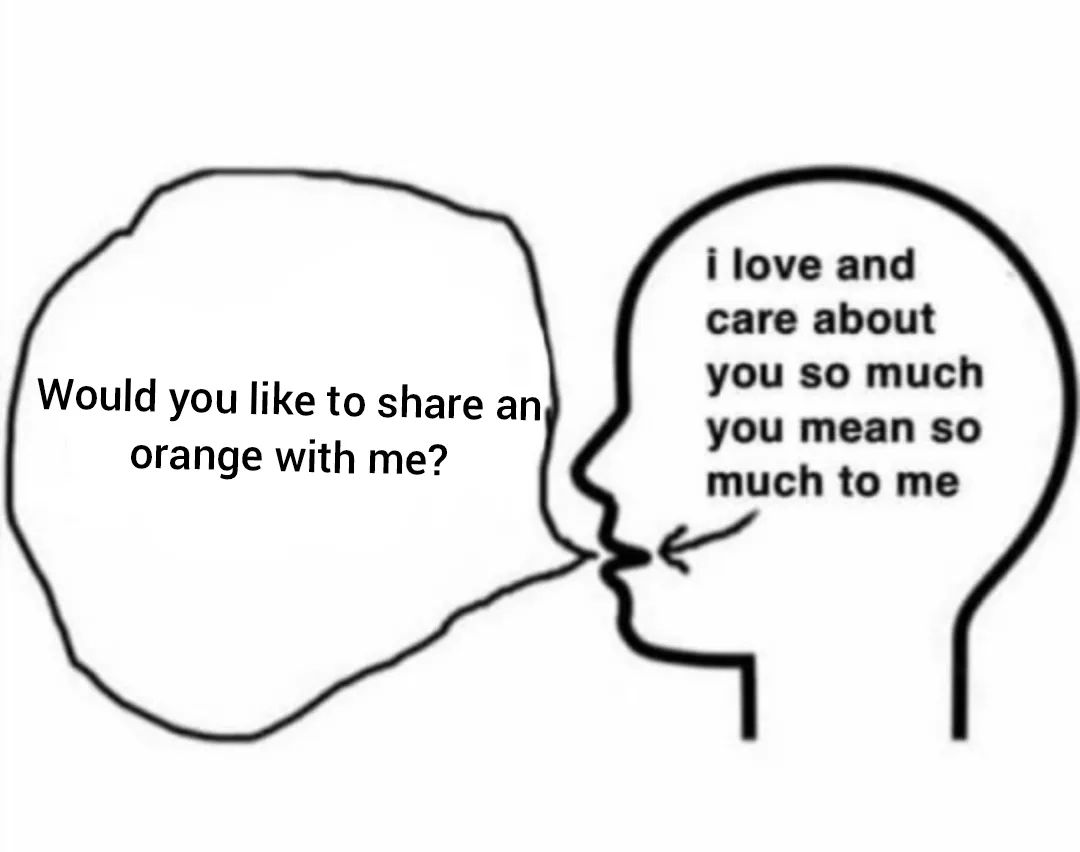 Would you like to share an
orange with me?
i love and
care about
you so much
you mean so
much to me